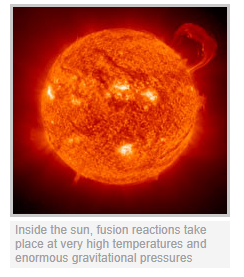 Inside the sun, fusion reactions take
place at very high temperatures and
enormous gravitational pressures